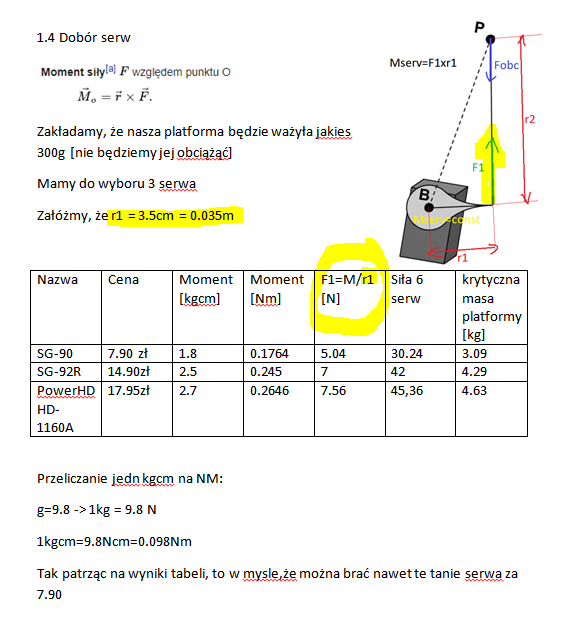 1.4 Dobór serw
Moment siły[a] F względem punktu O
M⃗ₒ = r⃗ × F⃗.
Zakładamy, że nasza platforma będzie ważyła jakies
300g [nie będziemy jej obciążąć]
Mamy do wyboru 3 serwa
Załóżmy, że r1 = 3.5cm = 0.035m
P
Mserv=F1xr1
Fobc
r2
F1
B
Mserv=const
r1
Nazwa Cena Moment [kgcm] Moment [Nm] F1=M/r1 [N] Siła 6 serw krytyczna masa platformy [kg]
SG-90 7.90 zł 1.8 0.1764 5.04 30.24 3.09
SG-92R 14.90zł 2.5 0.245 7 42 4.29
PowerHD HD-1160A 17.95zł 2.7 0.2646 7.56 45,36 4.63
Przeliczanie jedn kgcm na NM:
g=9.8 -> 1kg = 9.8 N
1kgcm=9.8Ncm=0.098Nm
Tak patrząc na wyniki tabeli, to w mysle,że można brać nawet te tanie serwa za
7.90